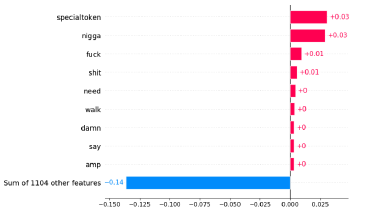 specialtoken +0.03
nigga +0.03
fuck +0.01
shit +0.01
need +0
walk +0
damn +0
say +0
amp +0
Sum of 1104 other features −0.14
−0.150 −0.125 −0.100 −0.075 −0.050 −0.025 0.000 0.025